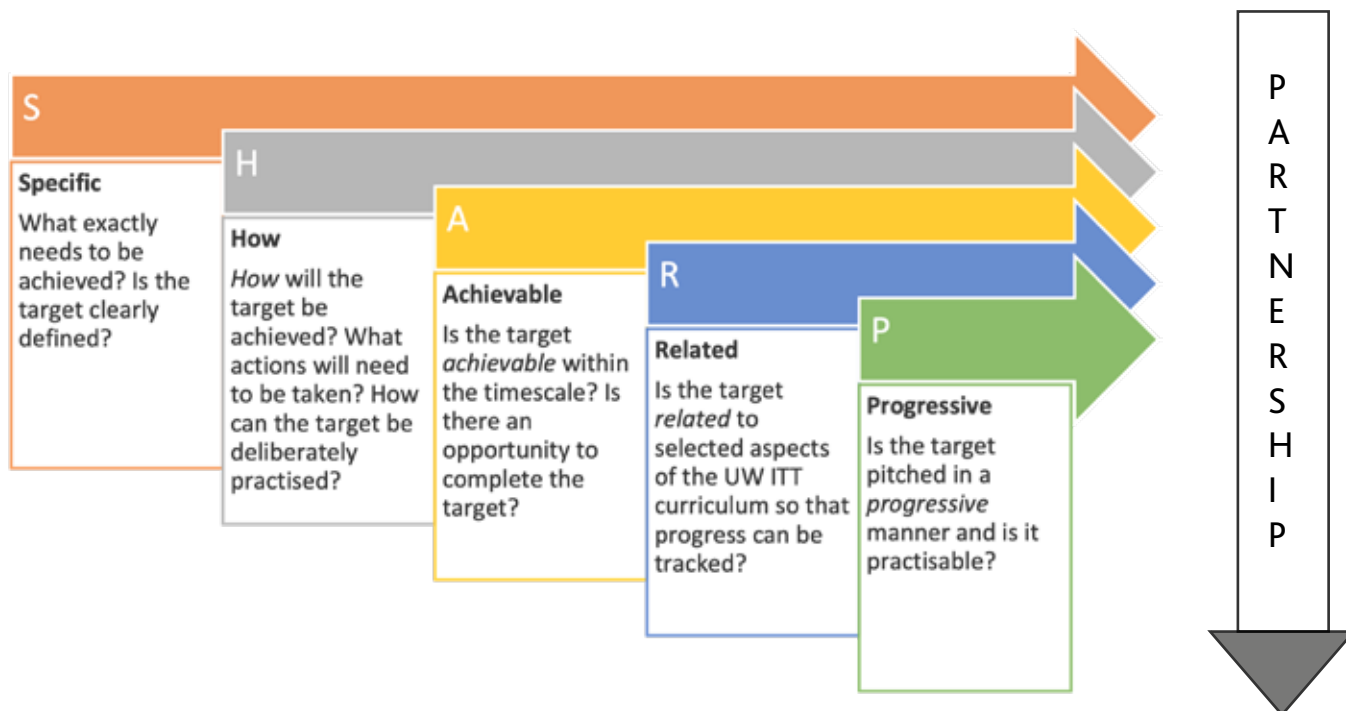 S
Specific
What exactly
needs to be
achieved? Is the
target clearly
defined?
H
How
How will the
target be
achieved? What
actions will need
to be taken? How
can the target be
deliberately
practised?
A
Achievable
Is the target
achievable within
the timescale? Is
there an
opportunity to
complete the
target?
R
Related
Is the target
related to
selected aspects
of the UW ITT
curriculum so that
progress can be
tracked?
P
Progressive
Is the target
pitched in a
progressive
manner and is it
practisable?
P
A
R
T
N
E
R
S
H
I
P